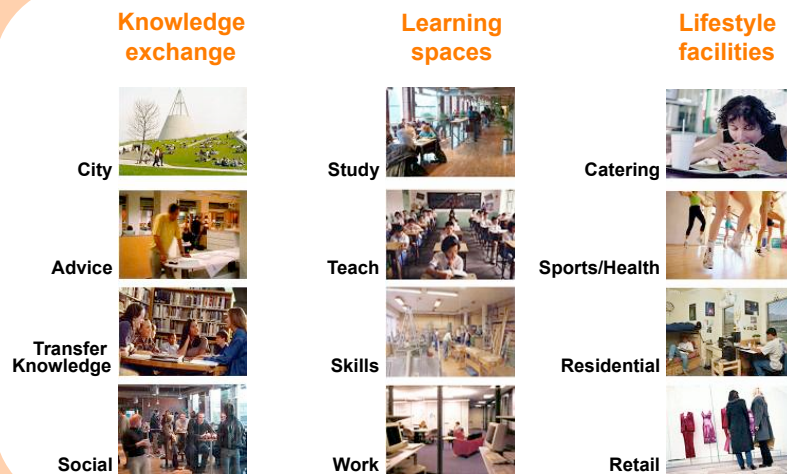 Knowledge
exchange
City
Advice
Transfer
Knowledge
Social
Learning
spaces
Study
Teach
Skills
Work
Lifestyle
facilities
Catering
Sports/Health
Residential
Retail